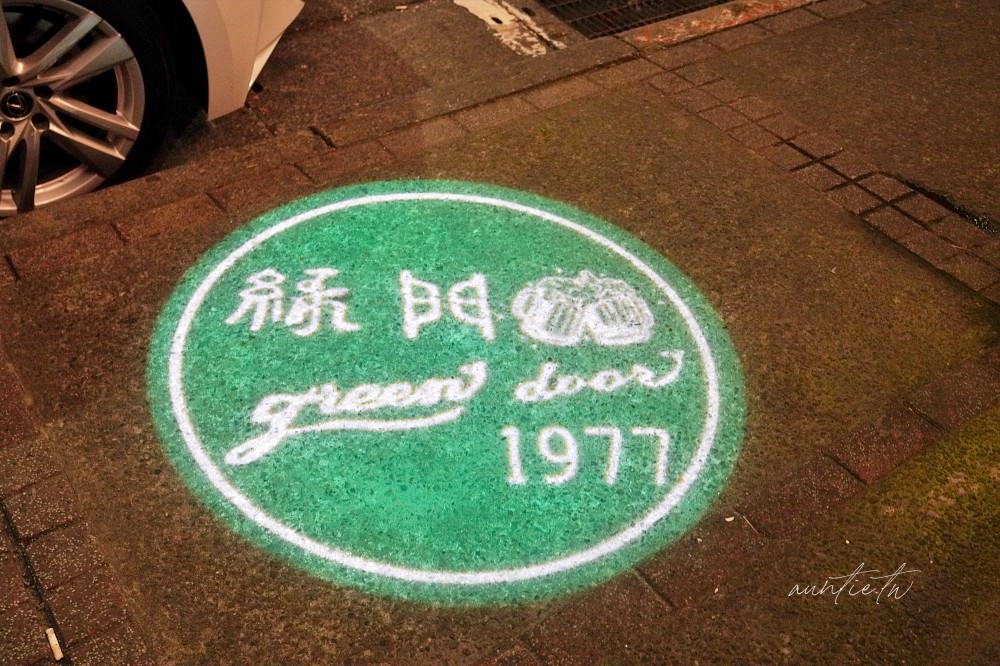 綠門
green door
1977
auntie.tw